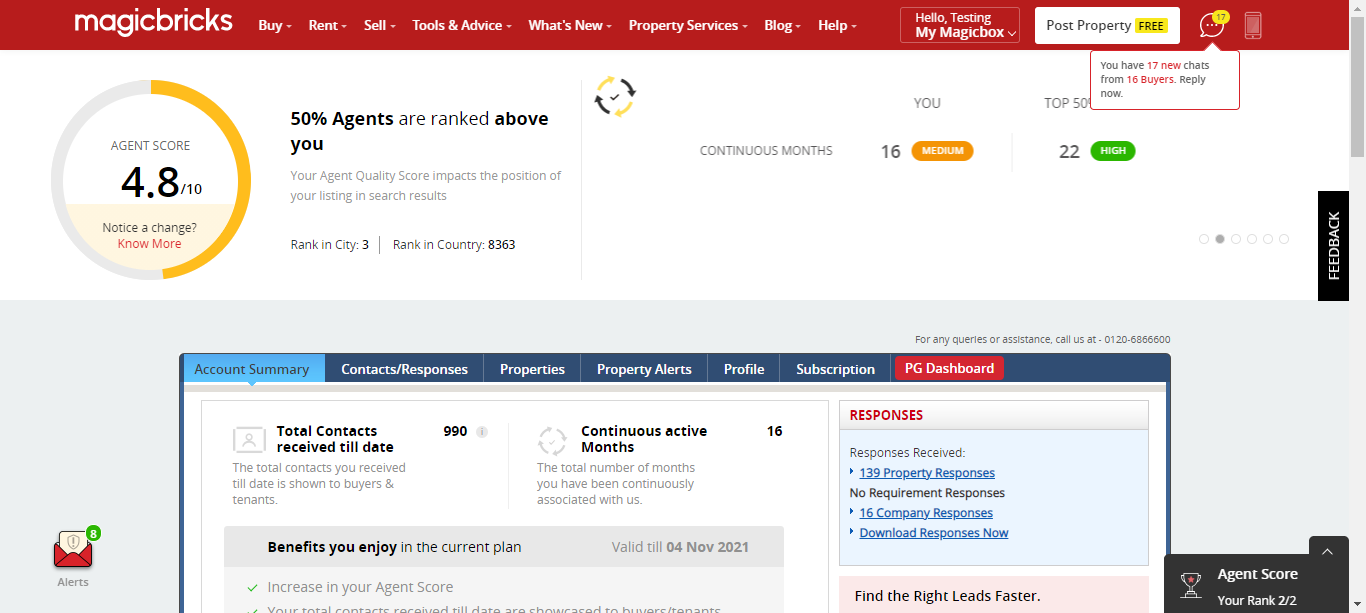 magicbricks
Buy
Rent
Sell
Tools & Advice
What's New
Property Services
Blog
Help
Hello, Testing
My Magicbox
Post Property FREE
17
You have 17 new chats
from 16 Buyers. Reply
now.
AGENT SCORE
4.8/10
Notice a change?
Know More
50% Agents are ranked above
you
Your Agent Quality Score impacts the position of
your listing in search results
Rank in City: 3
Rank in Country: 8363
YOU
TOP 50%
CONTINUOUS MONTHS
16 MEDIUM
22 HIGH
FEEDBACK
For any queries or assistance, call us at - 0120-6866600
Account Summary
Contacts/Responses
Properties
Property Alerts
Profile
Subscription
PG Dashboard
Total Contacts
received till date
990
The total contacts you received
till date is shown to buyers &
tenants.
Continuous active
Months
16
The total number of months
you have been continuously
associated with us.
Benefits you enjoy in the current plan
Valid till 04 Nov 2021
Increase in your Agent Score
Your total contacts received till date are showcased to buyers/tenants
RESPONSES
Responses Received:
139 Property Responses
No Requirement Responses
16 Company Responses
Download Responses Now
Find the Right Leads Faster.
8
Alerts
Agent Score
Your Rank 2/2